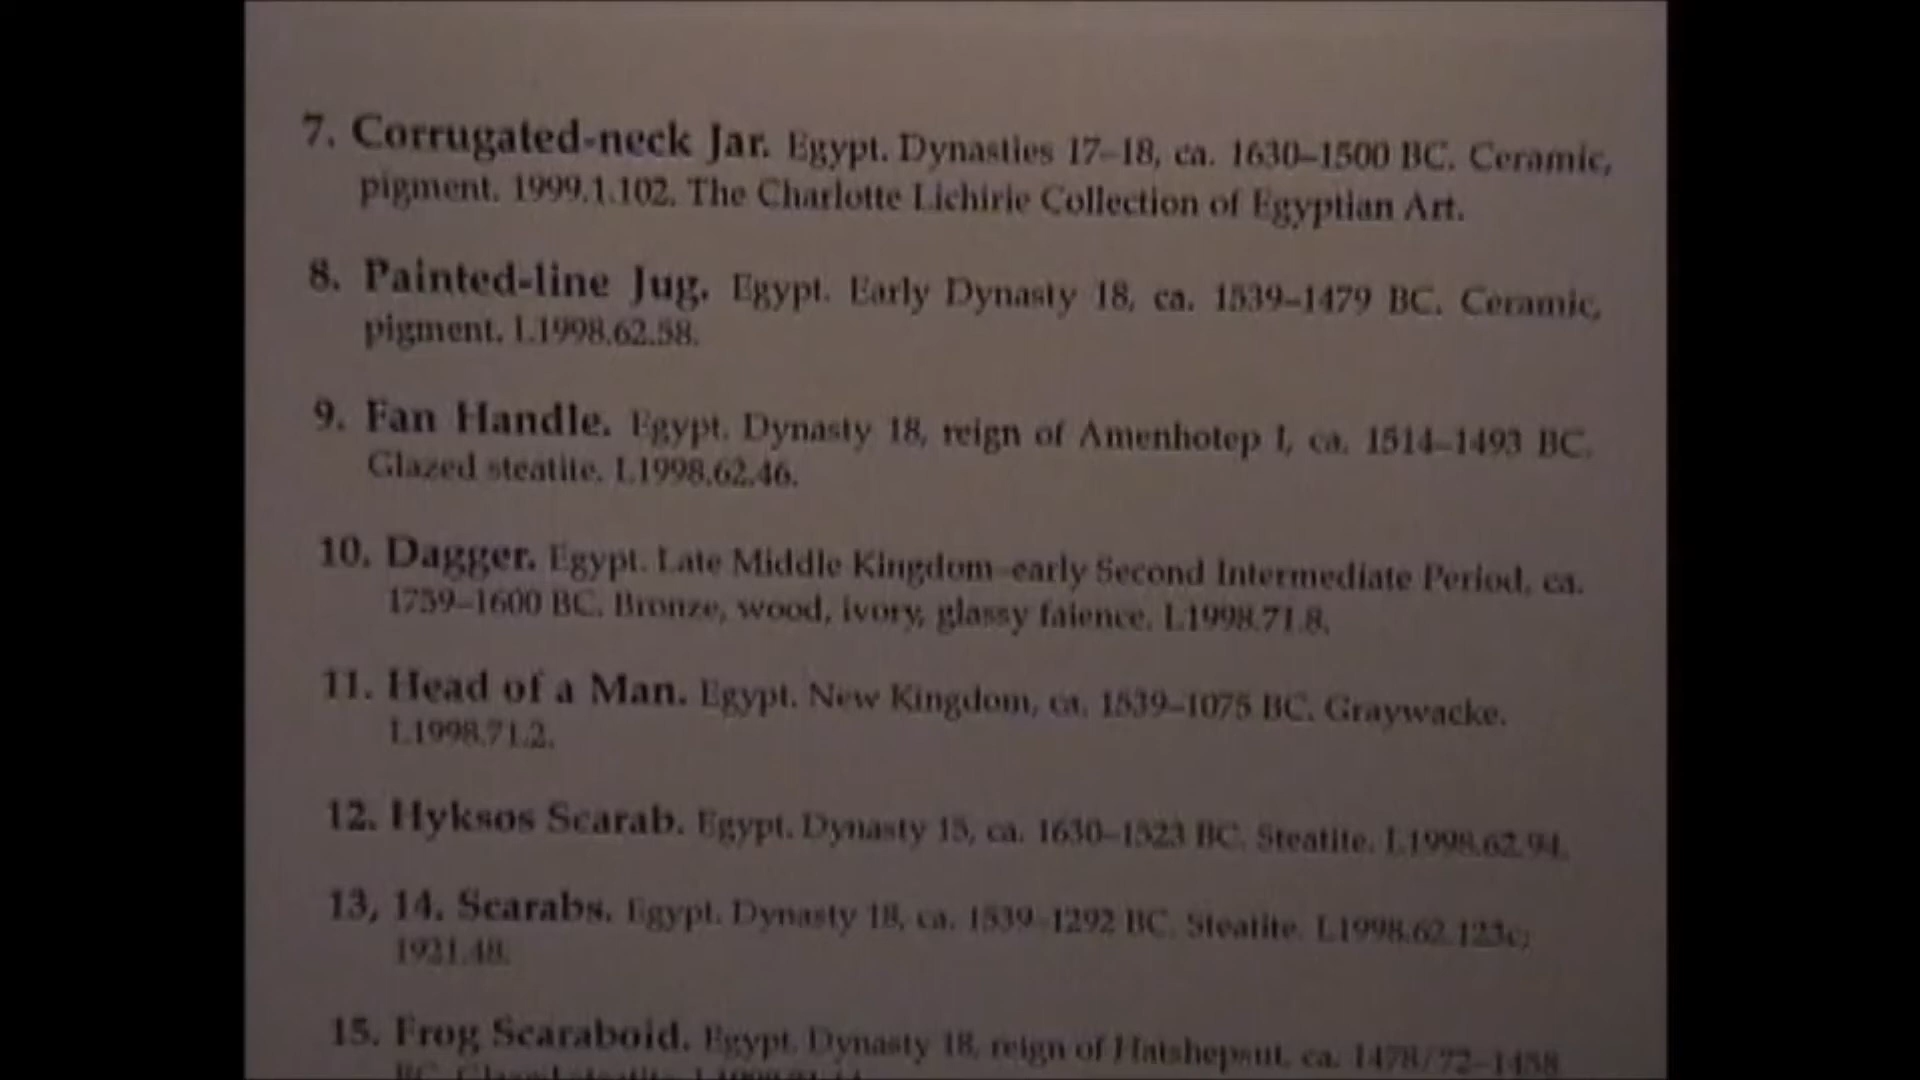 7. Corrugated-neck Jar. Egypt. Dynasties 17–18, ca. 1630–1500 BC. Ceramic,
pigment. 1999.1.102. The Charlotte Lichirie Collection of Egyptian Art.
8. Painted-line Jug. Egypt. Early Dynasty 18, ca. 1539–1479 BC. Ceramic,
pigment. L1998.62.58.
9. Fan Handle. Egypt. Dynasty 18, reign of Amenhotep I, ca. 1514–1493 BC.
Glazed steatite. L1998.62.46.
10. Dagger. Egypt. Late Middle Kingdom–early Second Intermediate Period, ca.
1759–1600 BC. Bronze, wood, ivory, glassy faience. L1998.71.8.
11. Head of a Man. Egypt. New Kingdom, ca. 1539–1075 BC. Graywacke.
L1998.71.2.
12. Hyksos Scarab. Egypt. Dynasty 15, ca. 1630–1523 BC. Steatite. L1998.62.94.
13, 14. Scarabs. Egypt. Dynasty 18, ca. 1539–1292 BC. Steatite. L1998.62.123c;
1921.48.
15. Frog Scaraboid. Egypt. Dynasty 18, reign of Hatshepsut, ca. 1478/72–1458
BC. Glazed steatite.